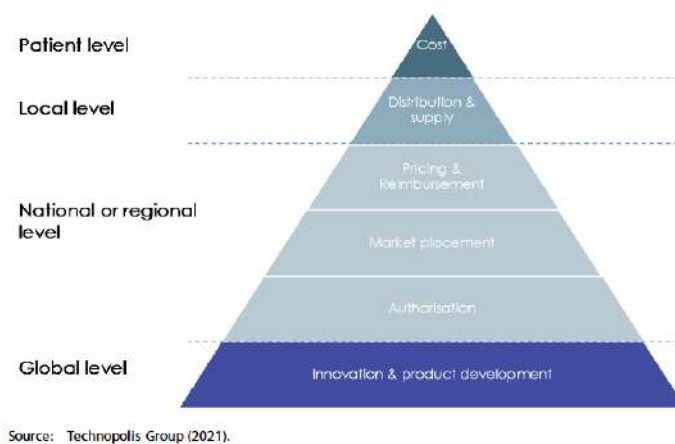 Patient level
Cost
Local level
Distribution &
supply
National or regional
level
Pricing &
Reimbursement
Market placement
Authorisation
Global level
Innovation & product development
Source: Technopolis Group (2021).